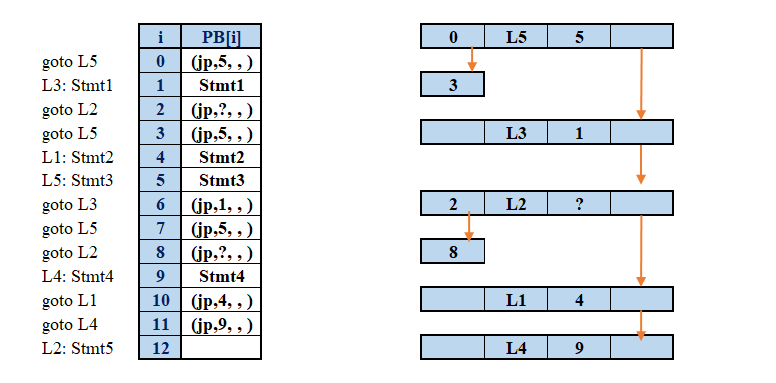 i PB[i] 0 L5 5
goto L5 0 (jp,5, , )
L3: Stmt1 1 Stmt1 3
goto L2 2 (jp,?, , )
goto L5 3 (jp,5, , ) L3 1
L1: Stmt2 4 Stmt2
L5: Stmt3 5 Stmt3
goto L3 6 (jp,1, , ) 2 L2 ?
goto L5 7 (jp,5, , )
goto L2 8 (jp,?, , ) 8
L4: Stmt4 9 Stmt4
goto L1 10 (jp,4, , ) L1 4
goto L4 11 (jp,9, , )
L2: Stmt5 12 L4 9